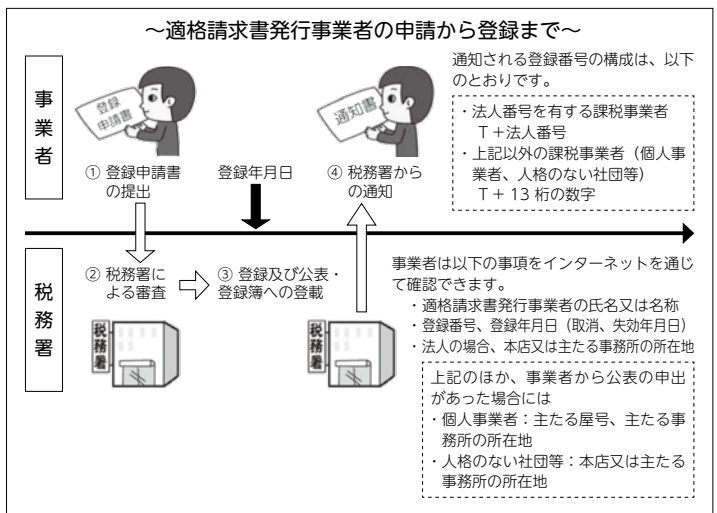 ～適格請求書発行事業者の申請から登録まで～
事業者
登録
申請書
① 登録申請書
の提出
登録年月日
通知書
④ 税務署から
の通知
通知される登録番号の構成は、以下
のとおりです。
・法人番号を有する課税事業者
T＋法人番号
・上記以外の課税事業者（個人事
業者、人格のない社団等）
T + 13 桁の数字
税務署
② 税務署に
よる審査
③ 登録及び公表・
登録簿への登載
税務署
税務署
事業者は以下の事項をインターネットを通じ
て確認できます。
・適格請求書発行事業者の氏名又は名称
・登録番号、登録年月日（取消、失効年月日）
・法人の場合、本店又は主たる事務所の所在地
上記のほか、事業者から公表の申出
があった場合には
・個人事業者：主たる屋号、主たる事
務所の所在地
・人格のない社団等：本店又は主たる
事務所の所在地